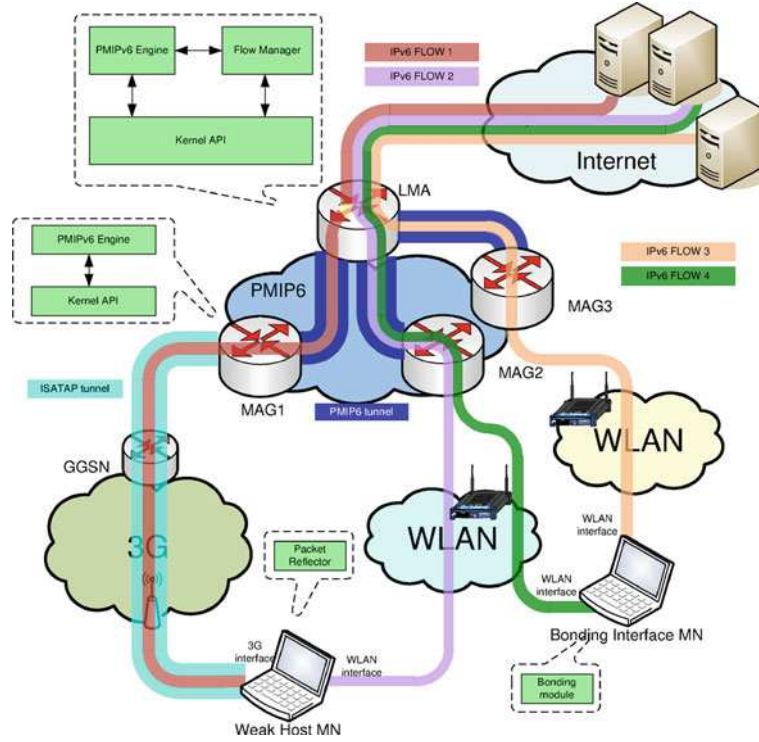 PMIPv6 Engine
Flow Manager
Kernel API
IPv6 FLOW 1
IPv6 FLOW 2
Internet
LMA
PMIPv6 Engine
Kernel API
IPv6 FLOW 3
IPv6 FLOW 4
PMIP6
MAG3
MAG1
MAG2
ISATAP tunnel
PMIP6 tunnel
GGSN
WLAN
3G
WLAN
Packet
Reflector
WLAN
interface
WLAN
interface
3G
interface
WLAN
interface
Bonding Interface MN
Bonding
module
Weak Host MN